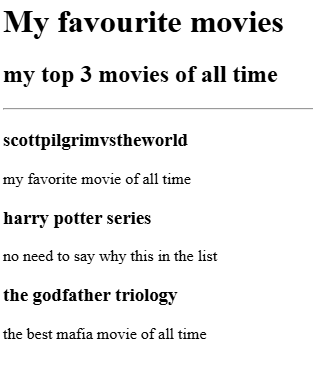 My favourite movies
my top 3 movies of all time
scottpilgrimvstheworld
my favorite movie of all time
harry potter series
no need to say why this in the list
the godfather triology
the best mafia movie of all time